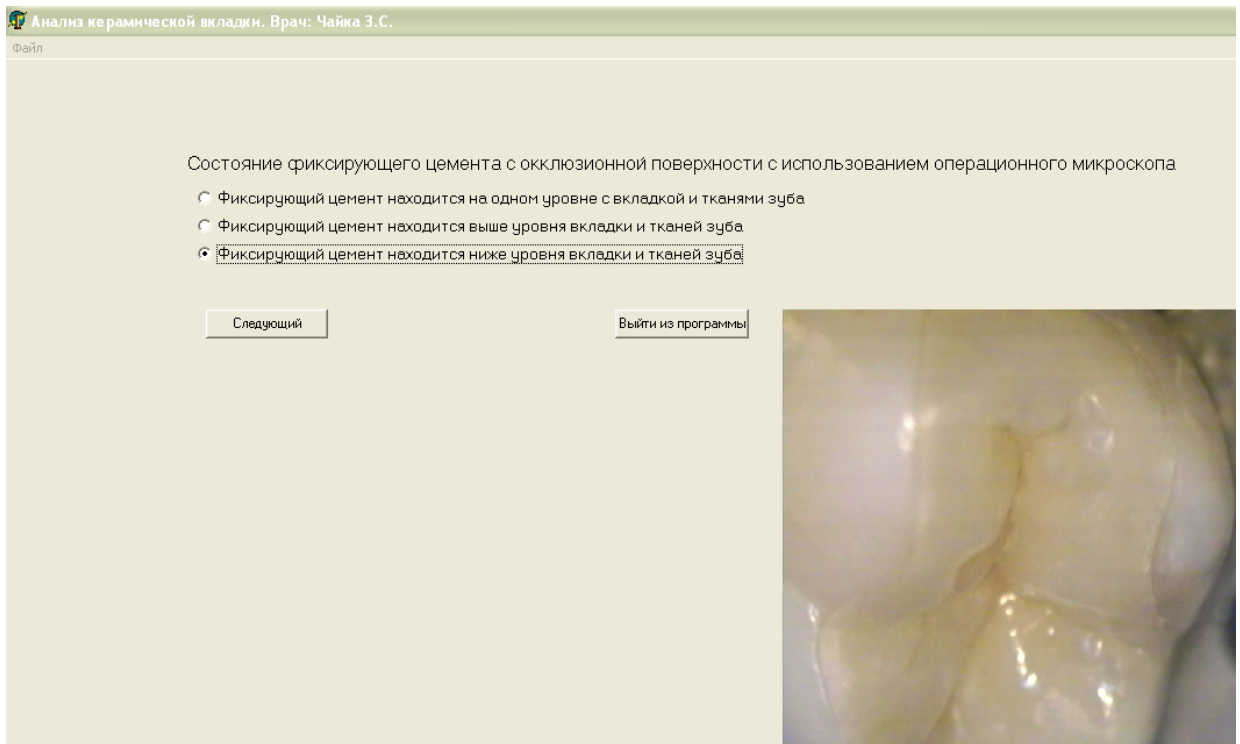 Анализ керамической вкладки. Врач: Чайка З.С.
Файл
Состояние фиксирующего цемента с окклюзионной поверхности с использованием операционного микроскопа
Фиксирующий цемент находится на одном уровне с вкладкой и тканями зуба
Фиксирующий цемент находится выше уровня вкладки и тканей зуба
Фиксирующий цемент находится ниже уровня вкладки и тканей зуба
Следующий
Выйти из программы